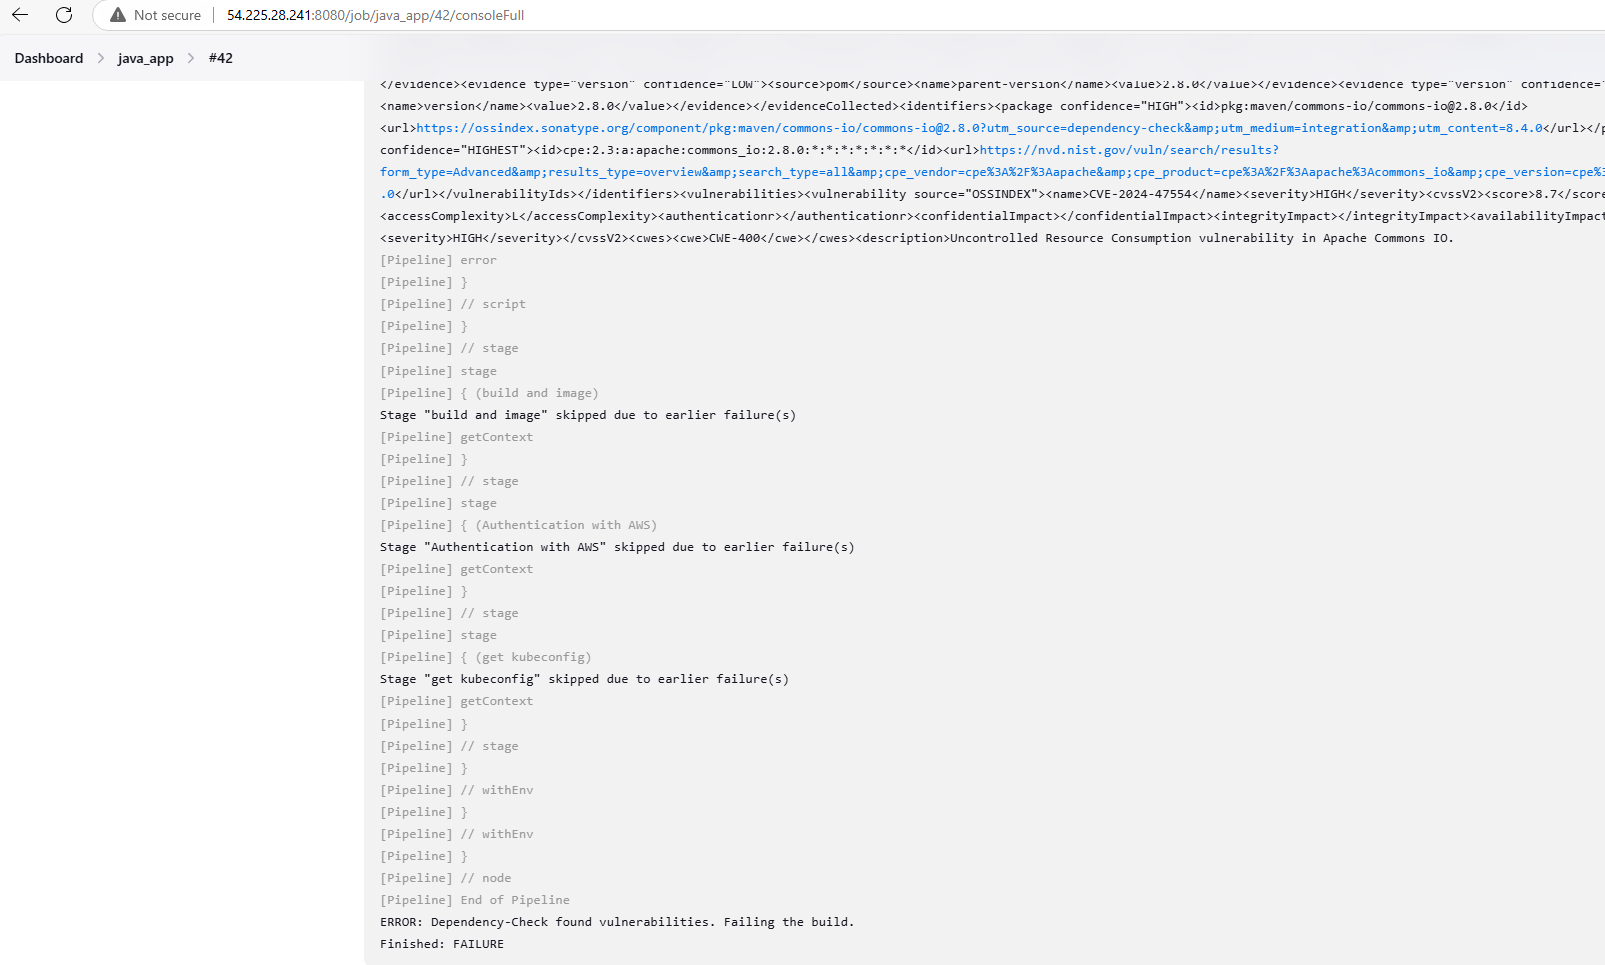 Not secure 54.225.28.241:8080/job/java_app/42/consoleFull
Dashboard > java_app > #42
</evidence><evidence type="version" confidence="LOW"><source>pom</source><name>parent-version</name><value>2.8.0</value></evidence><evidence type="version" confidence="
<name>version</name><value>2.8.0</value></evidence></evidenceCollected><identifiers><package confidence="HIGH"><id>pkg:maven/commons-io/commons-io@2.8.0</id>
<url>https://ossindex.sonatype.org/component/pkg:maven/commons-io/commons-io@2.8.0?utm_source=dependency-check&amp;utm_medium=integration&amp;utm_content=8.4.0</url></p
confidence="HIGHEST"><id>cpe:2.3:a:apache:commons_io:2.8.0:*:*:*:*:*:*:*</id><url>https://nvd.nist.gov/vuln/search/results?
form_type=Advanced&amp;results_type=overview&amp;search_type=all&amp;cpe_vendor=cpe%3A%2F%3Aapache&amp;cpe_product=cpe%3A%2F%3Aapache%3Acommons_io&amp;cpe_version=cpe%3
.0</url></vulnerabilityIds></identifiers><vulnerabilities><vulnerability source="OSSINDEX"><name>CVE-2024-47554</name><severity>HIGH</severity><cvssV2><score>8.7</score
<accessComplexity>L</accessComplexity><authenticationr></authenticationr><confidentialImpact></confidentialImpact><integrityImpact></integrityImpact><availabilityImpact
<severity>HIGH</severity></cvssV2><cwes><cwe>CWE-400</cwe></cwes><description>Uncontrolled Resource Consumption vulnerability in Apache Commons IO.
[Pipeline] error
[Pipeline] }
[Pipeline] // script
[Pipeline] }
[Pipeline] // stage
[Pipeline] stage
[Pipeline] { (build and image)
Stage "build and image" skipped due to earlier failure(s)
[Pipeline] getContext
[Pipeline] }
[Pipeline] // stage
[Pipeline] stage
[Pipeline] { (Authentication with AWS)
Stage "Authentication with AWS" skipped due to earlier failure(s)
[Pipeline] getContext
[Pipeline] }
[Pipeline] // stage
[Pipeline] stage
[Pipeline] { (get kubeconfig)
Stage "get kubeconfig" skipped due to earlier failure(s)
[Pipeline] getContext
[Pipeline] }
[Pipeline] // stage
[Pipeline] }
[Pipeline] // withEnv
[Pipeline] }
[Pipeline] // withEnv
[Pipeline] }
[Pipeline] // node
[Pipeline] End of Pipeline
ERROR: Dependency-Check found vulnerabilities. Failing the build.
Finished: FAILURE